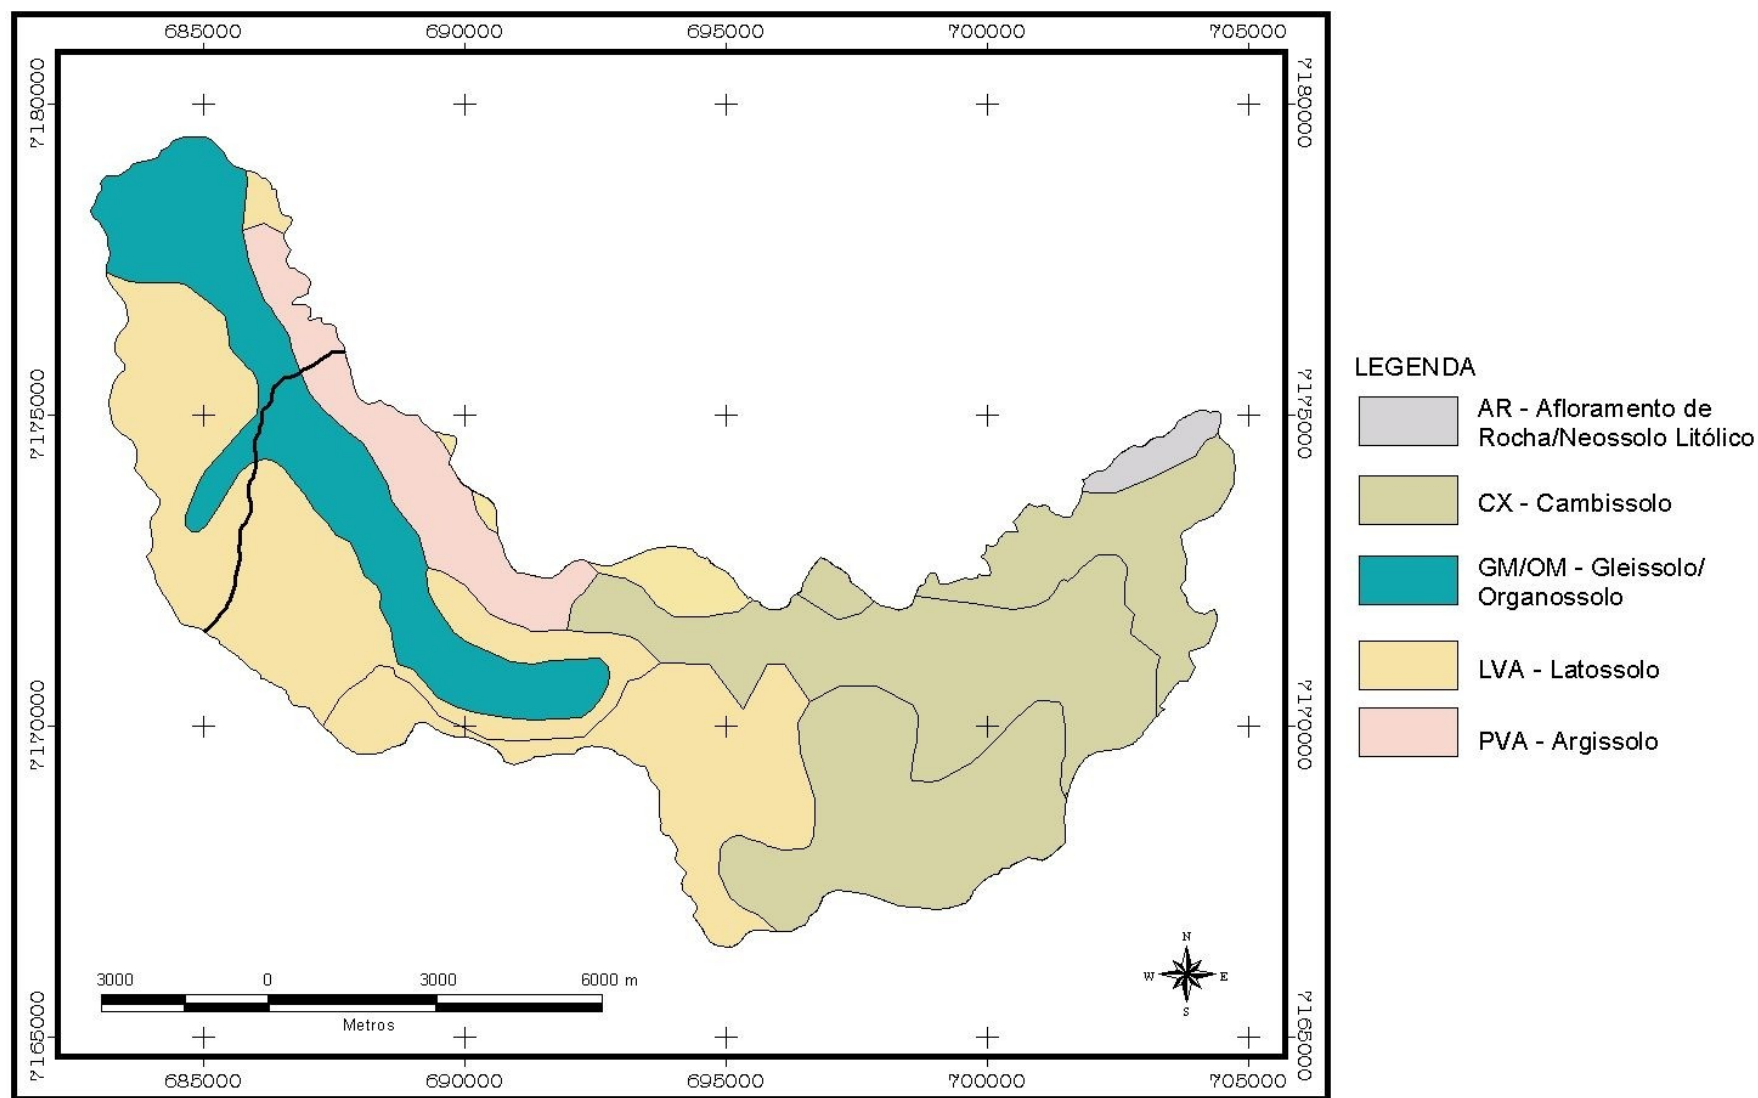 685000 690000 695000 700000 705000
7180000 7180000
7175000 7175000
7170000 7170000
7165000 7165000
LEGENDA
AR - Afloramento de
Rocha/Neossolo Litólico
CX - Cambissolo
GM/OM - Gleissolo/
Organossolo
LVA - Latossolo
PVA - Argissolo
N
W E
S
3000 0 3000 6000 m
Metros
685000 690000 695000 700000 705000